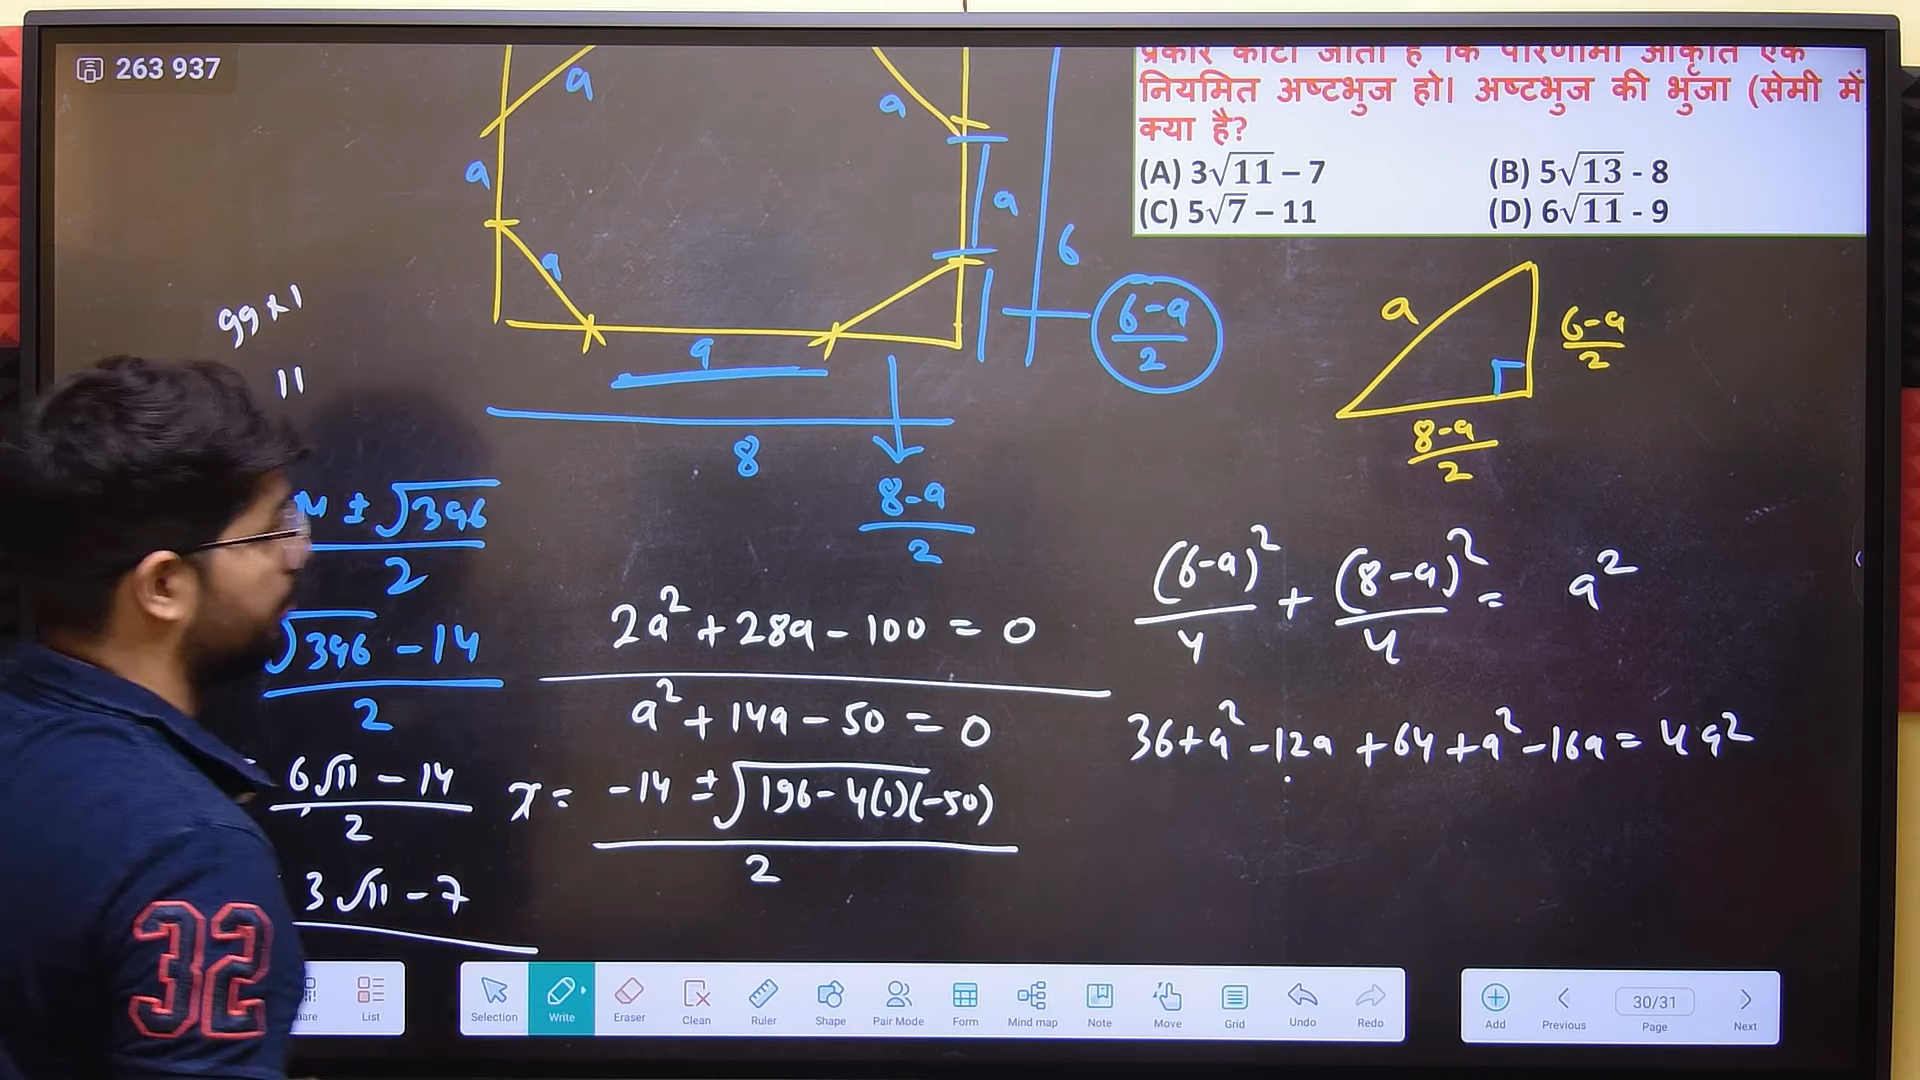 263 937
नियमित अष्टभुज हो। अष्टभुज की भुजा (सेमी में
क्या है?
(A) 3√11 – 7 (B) 5√13 - 8
(C) 5√7 – 11 (D) 6√11 - 9
a
a
a
a
a
a
6
6-a
2
8
8-a
2
a
6-a
2
8-a
2
99×1
11
± √396
2
√396 - 14
2
6√11 - 14
2
3√11 - 7
2a² + 28a - 100 = 0
a² + 14a - 50 = 0
x = -14 ± √196 - 4(1)(-50)
2
(6-a)² + (8-a)² = a²
4 4
36 + a² - 12a + 64 + a² - 16a = 4a²
32
List
Selection Write Eraser Clean Ruler Shape Pair Mode Form Mind map Note Move Grid Undo Redo
Add Previous 30/31 Page Next